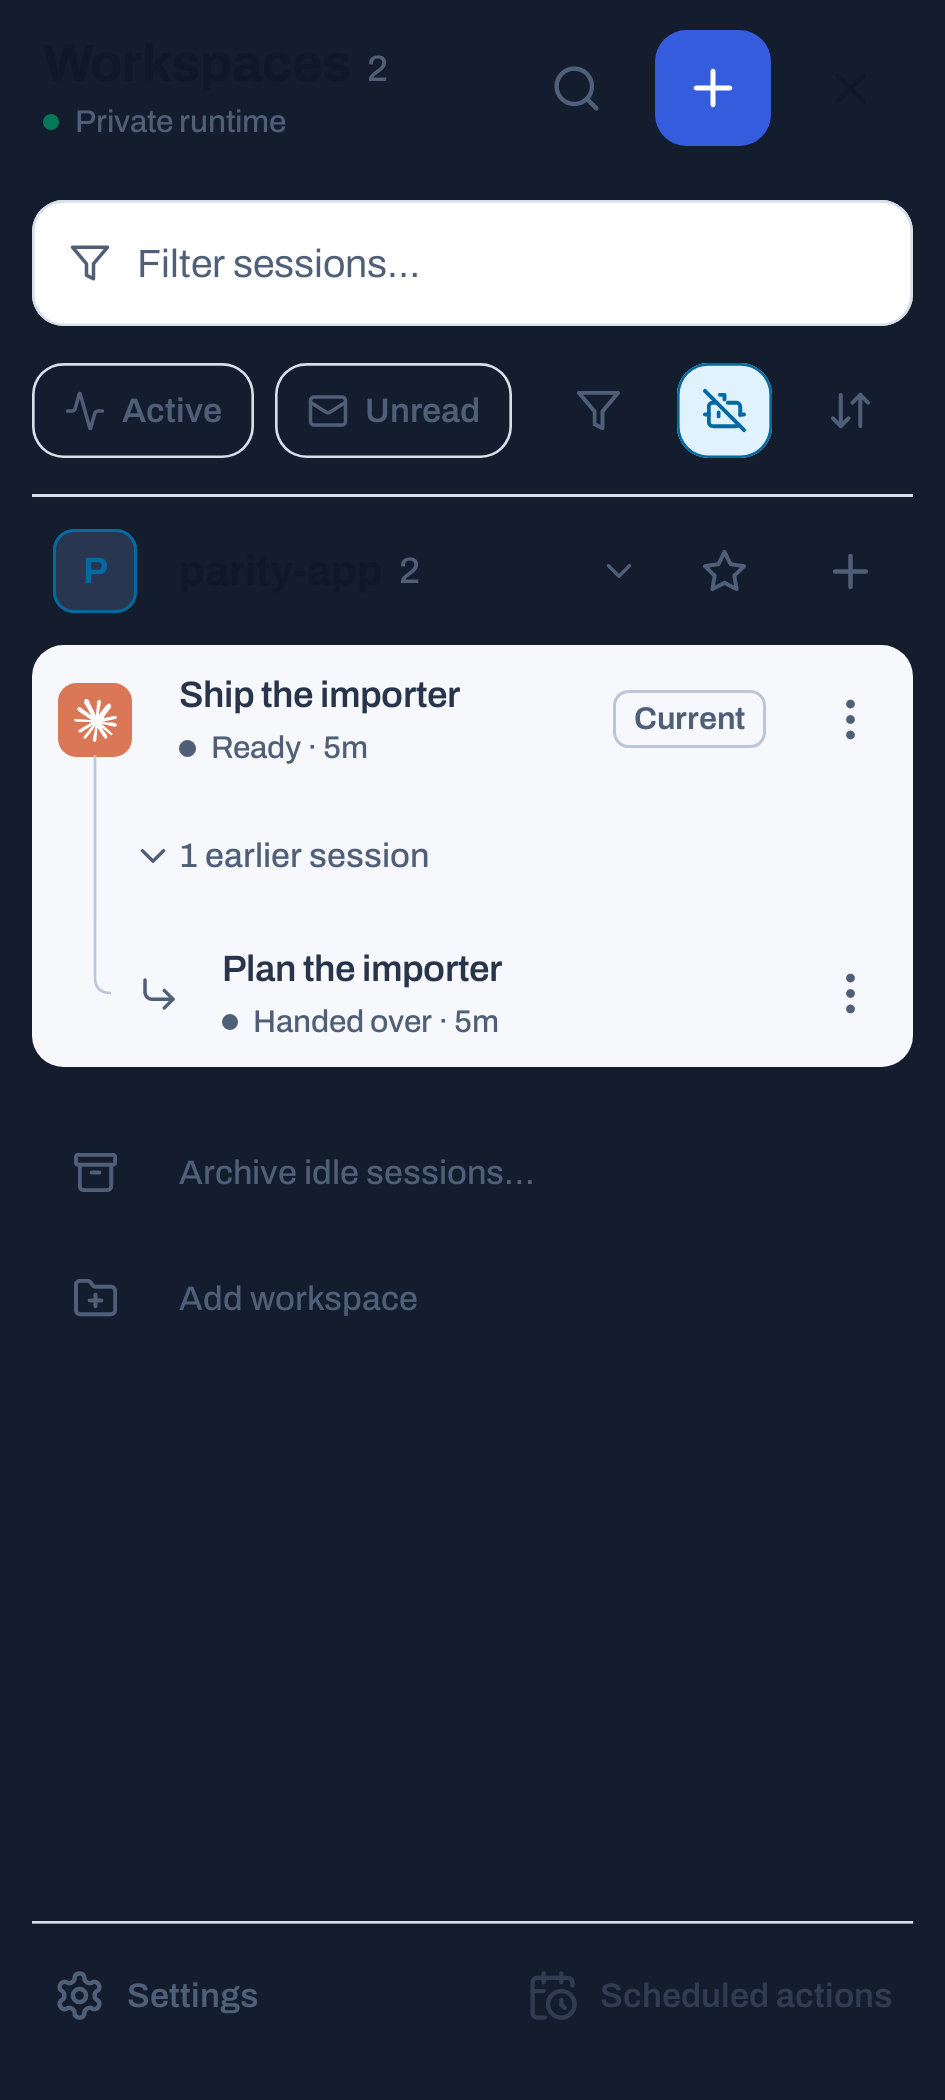 Workspaces 2
Private runtime
Filter sessions...
Active
Unread
P
parity-app 2
Ship the importer
Ready · 5m
Current
1 earlier session
Plan the importer
Handed over · 5m
Archive idle sessions...
Add workspace
Settings
Scheduled actions